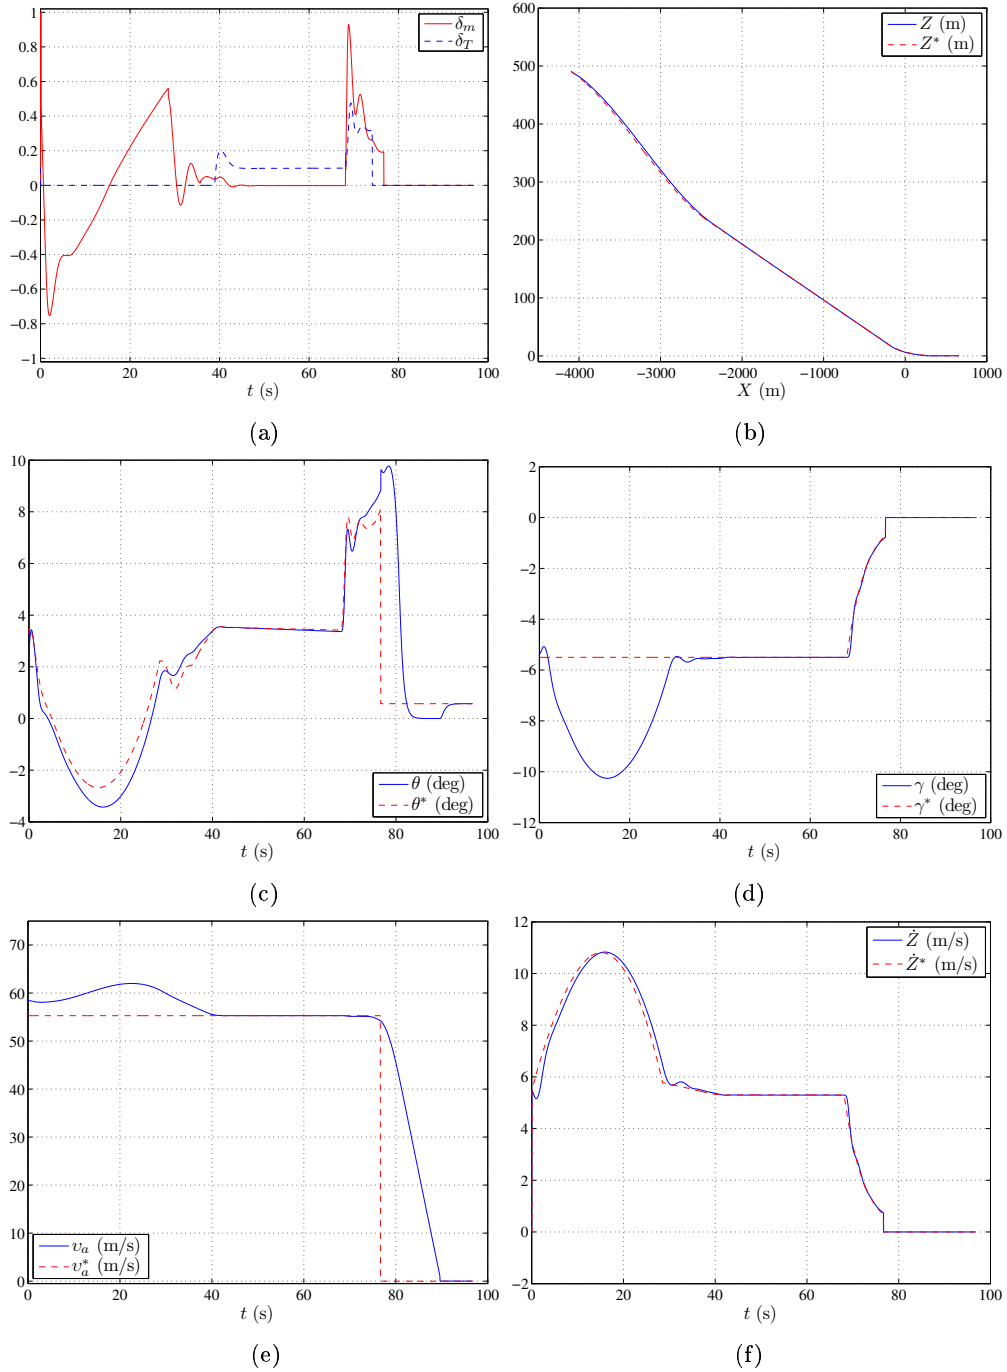 1
0.8
0.6
0.4
0.2
0
−0.2
−0.4
−0.6
−0.8
−1
0 20 40 60 80 100
t (s)
δm
δT
(a)
600
500
400
300
200
100
0
−4000 −3000 −2000 −1000 0 1000
X (m)
Z (m)
Z* (m)
(b)
10
8
6
4
2
0
−2
−4
0 20 40 60 80 100
t (s)
θ (deg)
θ* (deg)
(c)
2
0
−2
−4
−6
−8
−10
−12
0 20 40 60 80 100
t (s)
γ (deg)
γ* (deg)
(d)
70
60
50
40
30
20
10
0
0 20 40 60 80 100
t (s)
υa (m/s)
υa* (m/s)
(e)
12
10
8
6
4
2
0
−2
0 20 40 60 80 100
t (s)
Ż (m/s)
Ż* (m/s)
(f)